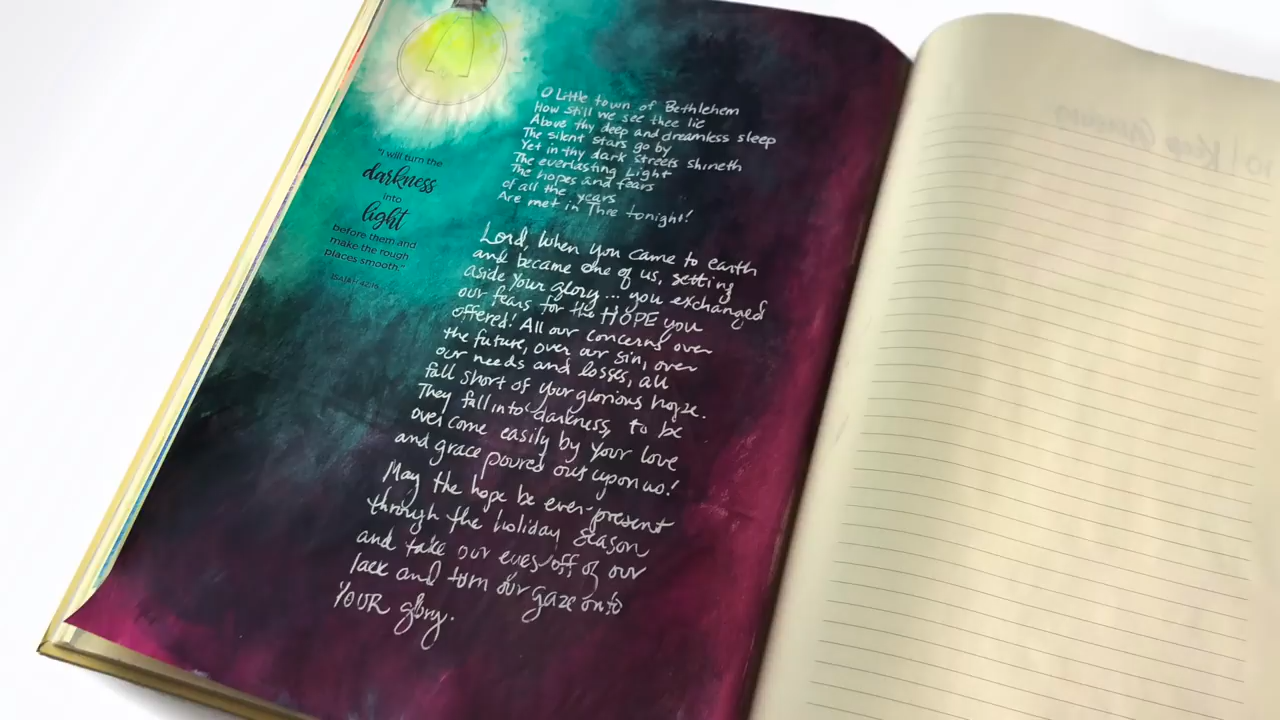 O Little town of Bethlehem
How still we see thee lie
Above thy deep and dreamless sleep
The silent stars go by
Yet in thy dark streets shineth
The everlasting Light
The hopes and fears
of all the years
Are met in Thee tonight!
"I will turn the
darkness
into
light
before them and
make the rough
places smooth."
ISAIAH 42:16
Lord, when you came to earth
and became one of us, setting
aside your glory... you exchanged
our fears for the HOPE you
offered! All our concerns over
the future, over our sin, over
our needs and losses, all
fall short of your glorious hope.
They fall into darkness, to be
overcome easily by your love
and grace poured out upon us!
May the hope be ever-present
through the holiday season
and take our eyes off of our
lack and turn our gaze onto
YOUR glory.
Keep